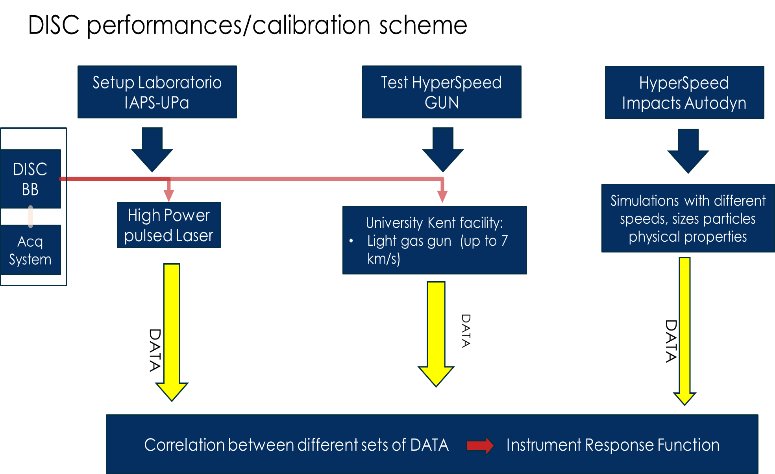 DISC performances/calibration scheme
Setup Laboratorio
IAPS-UPa
Test HyperSpeed
GUN
HyperSpeed
Impacts Autodyn
DISC
BB
Acq
System
High Power
pulsed Laser
University Kent facility:
• Light gas gun (up to 7
km/s)
Simulations with different
speeds, sizes particles
physical properties
DATA
DATA
DATA
Correlation between different sets of DATA
Instrument Response Function